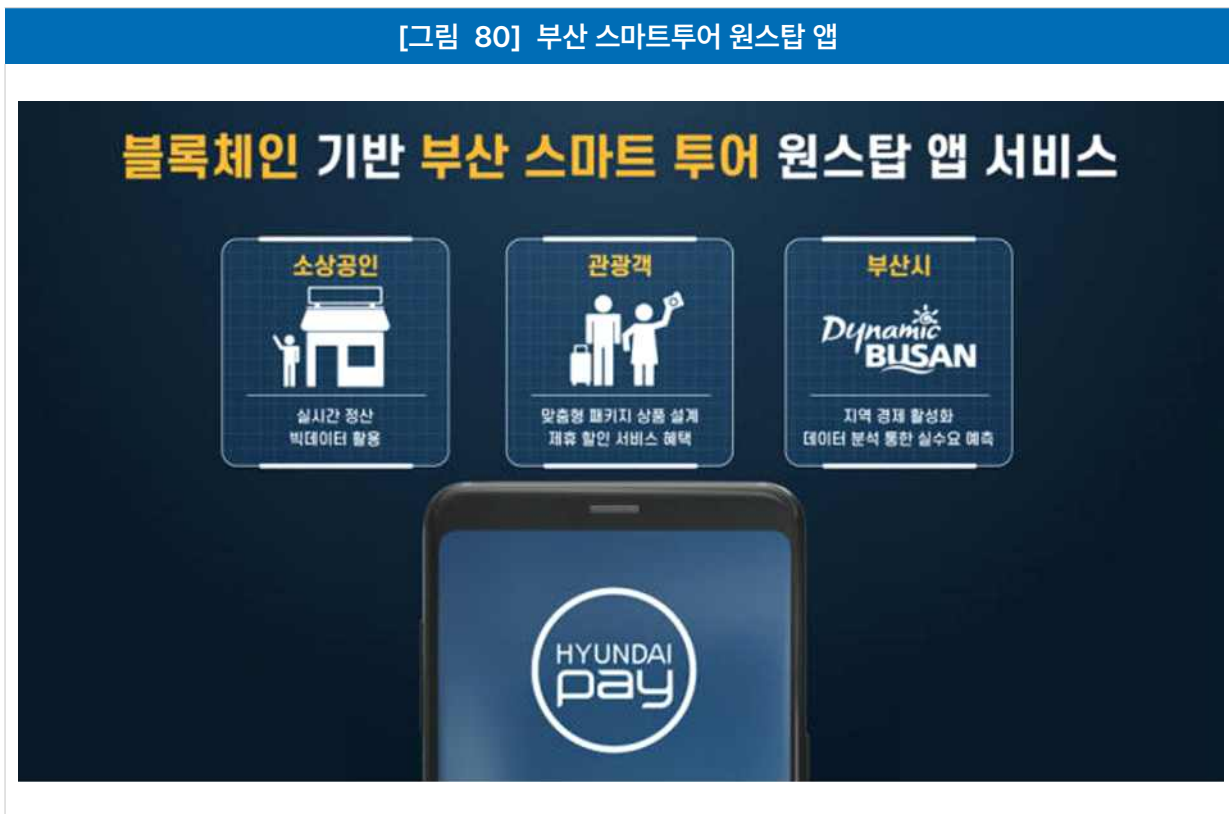 [그림 80] 부산 스마트투어 원스탑 앱
블록체인 기반 부산 스마트 투어 원스탑 앱 서비스
소상공인
실시간 정산
빅데이터 활용
관광객
맞춤형 패키지 상품 설계
제휴 할인 서비스 혜택
부산시
Dynamic
BUSAN
지역 경제 활성화
데이터 분석 통한 실수요 예측
HYUNDAI
pay